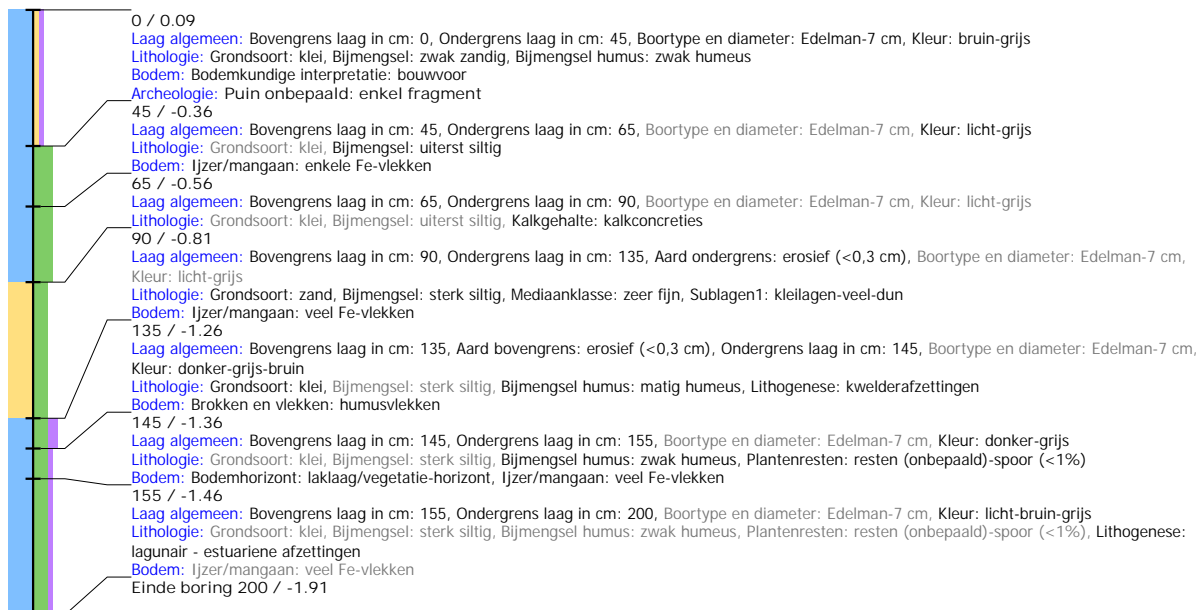 0 / 0.09
Laag algemeen: Bovengrens laag in cm: 0, Ondergrens laag in cm: 45, Boortype en diameter: Edelman-7 cm, Kleur: bruin-grijs
Lithologie: Grondsoort: klei, Bijmengsel: zwak zandig, Bijmengsel humus: zwak humeus
Bodem: Bodemkundige interpretatie: bouwvoor
Archeologie: Puin onbepaald: enkel fragment
45 / -0.36
Laag algemeen: Bovengrens laag in cm: 45, Ondergrens laag in cm: 65, Boortype en diameter: Edelman-7 cm, Kleur: licht-grijs
Lithologie: Grondsoort: klei, Bijmengsel: uiterst siltig
Bodem: Ijzer/mangaan: enkele Fe-vlekken
65 / -0.56
Laag algemeen: Bovengrens laag in cm: 65, Ondergrens laag in cm: 90, Boortype en diameter: Edelman-7 cm, Kleur: licht-grijs
Lithologie: Grondsoort: klei, Bijmengsel: uiterst siltig, Kalkgehalte: kalkconcreties
90 / -0.81
Laag algemeen: Bovengrens laag in cm: 90, Ondergrens laag in cm: 135, Aard ondergrens: erosief (<0,3 cm), Boortype en diameter: Edelman-7 cm,
Kleur: licht-grijs
Lithologie: Grondsoort: zand, Bijmengsel: sterk siltig, Mediaanklasse: zeer fijn, Sublagen1: kleilagen-veel-dun
Bodem: Ijzer/mangaan: veel Fe-vlekken
135 / -1.26
Laag algemeen: Bovengrens laag in cm: 135, Aard bovengrens: erosief (<0,3 cm), Ondergrens laag in cm: 145, Boortype en diameter: Edelman-7 cm,
Kleur: donker-grijs-bruin
Lithologie: Grondsoort: klei, Bijmengsel: sterk siltig, Bijmengsel humus: matig humeus, Lithogenese: kwelderafzettingen
Bodem: Brokken en vlekken: humusvlekken
145 / -1.36
Laag algemeen: Bovengrens laag in cm: 145, Ondergrens laag in cm: 155, Boortype en diameter: Edelman-7 cm, Kleur: donker-grijs
Lithologie: Grondsoort: klei, Bijmengsel: sterk siltig, Bijmengsel humus: zwak humeus, Plantenresten: resten (onbepaald)-spoor (<1%)
Bodem: Bodemhorizont: laklaag/vegetatie-horizont, Ijzer/mangaan: veel Fe-vlekken
155 / -1.46
Laag algemeen: Bovengrens laag in cm: 155, Ondergrens laag in cm: 200, Boortype en diameter: Edelman-7 cm, Kleur: licht-bruin-grijs
Lithologie: Grondsoort: klei, Bijmengsel: sterk siltig, Bijmengsel humus: zwak humeus, Plantenresten: resten (onbepaald)-spoor (<1%), Lithogenese:
lagunair - estuariene afzettingen
Bodem: Ijzer/mangaan: veel Fe-vlekken
Einde boring 200 / -1.91